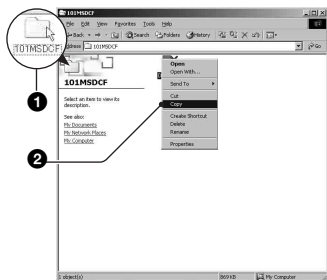 101MSDCF
File Edit View Favorites Tools Help
Back Search Folders History
Address 101MSDCF Go
101MSDCF
1
101MSDCF
Select an item to view its description.
See also:
My Documents
My Network Places
My Computer
2
Open
Open With...
Send To
Cut
Copy
Create Shortcut
Delete
Rename
Properties
1 object(s) 869 KB My Computer